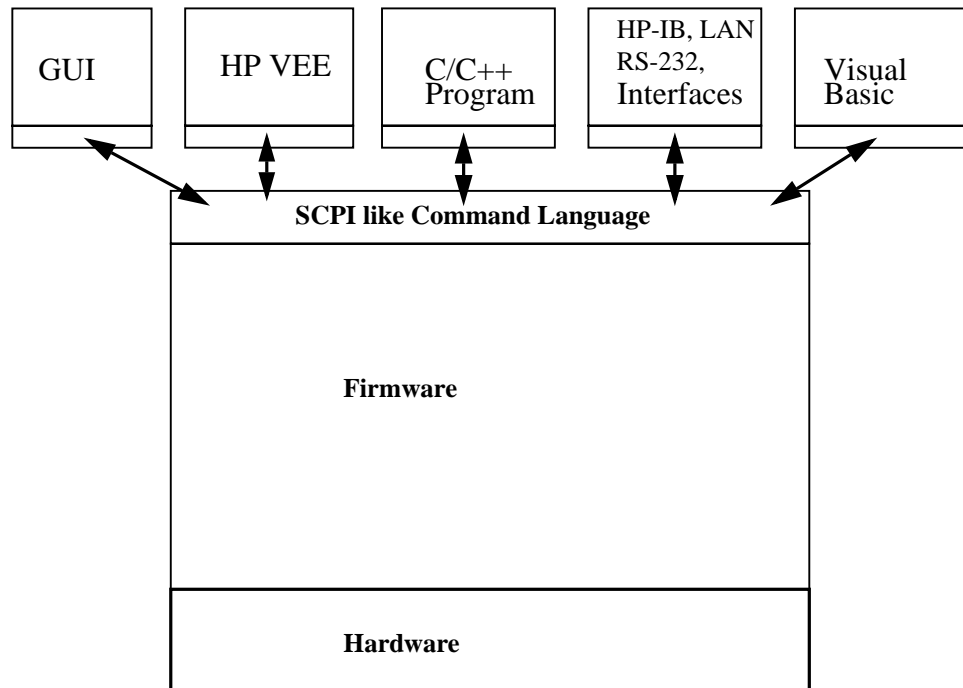 GUI
HP VEE
C/C++
Program
HP-IB, LAN
RS-232,
Interfaces
Visual
Basic
SCPI like Command Language
Firmware
Hardware